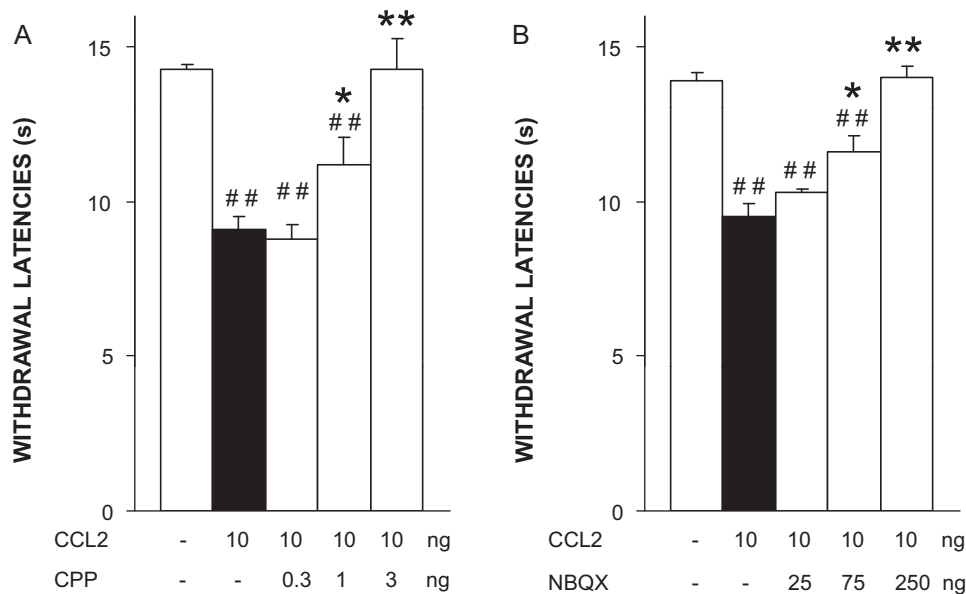 A
WITHDRAWAL LATENCIES (s)
15
10
5
0
# #
# #
*
# #
**
CCL2 - 10 10 10 10 ng
CPP - - 0.3 1 3 ng
B
WITHDRAWAL LATENCIES (s)
15
10
5
0
# #
# #
*
# #
**
CCL2 - 10 10 10 10 ng
NBQX - - 25 75 250 ng